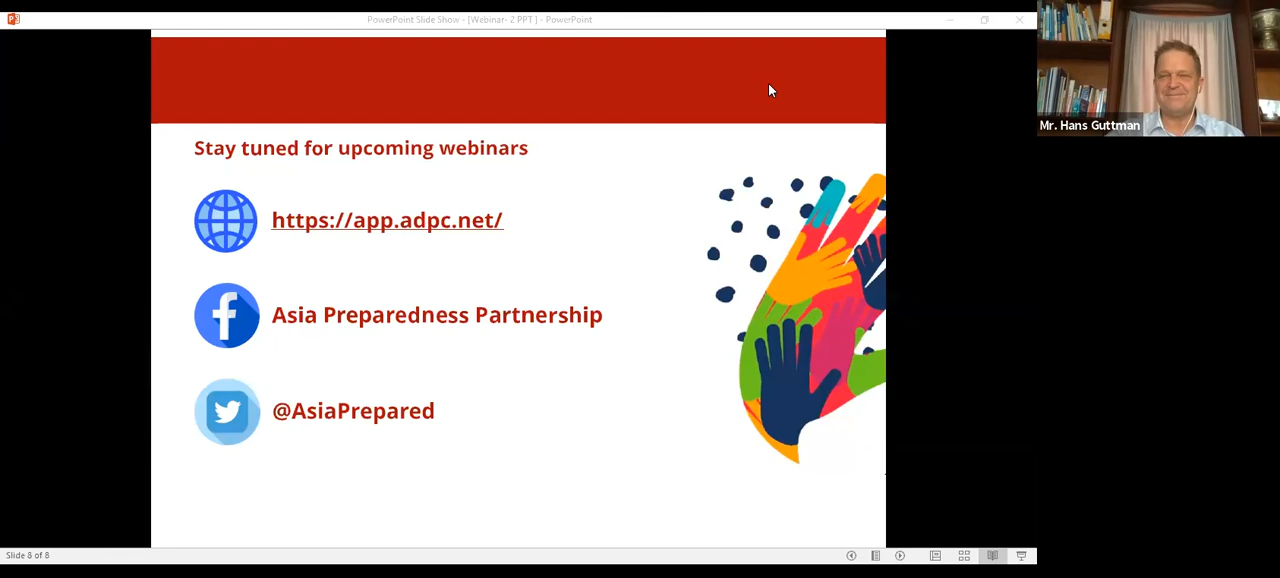 PowerPoint Slide Show - [Webinar- 2 PPT ] - PowerPoint
Mr. Hans Guttman
Stay tuned for upcoming webinars
https://app.adpc.net/
Asia Preparedness Partnership
@AsiaPrepared
Slide 8 of 8